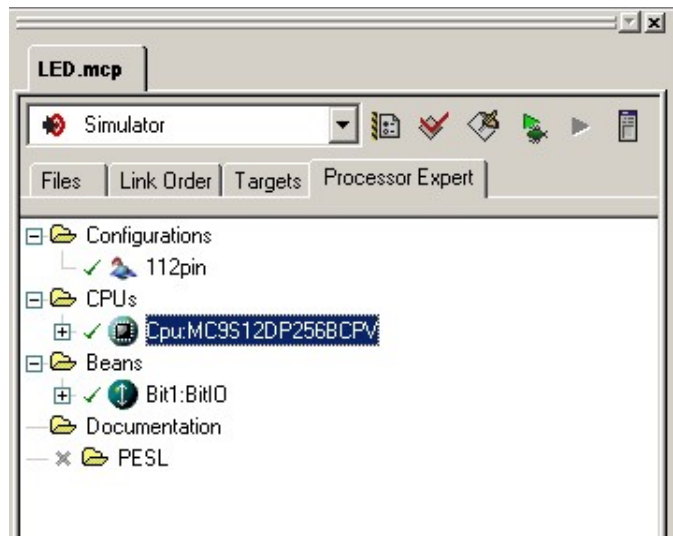 LED.mcp
Simulator
Files Link Order Targets Processor Expert
Configurations
112pin
CPUs
Cpu:MC9S12DP256BCPV
Beans
Bit1:BitIO
Documentation
PESL